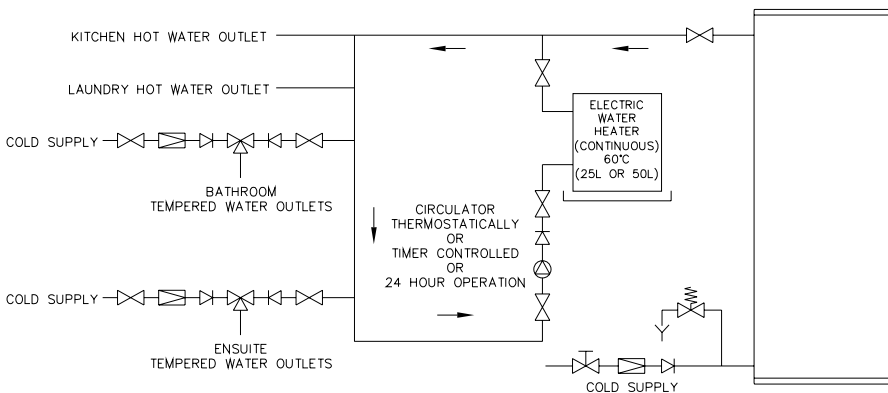 KITCHEN HOT WATER OUTLET
LAUNDRY HOT WATER OUTLET
COLD SUPPLY
BATHROOM
TEMPERED WATER OUTLETS
ELECTRIC
WATER
HEATER
(CONTINUOUS)
60°C
(25L OR 50L)
CIRCULATOR
THERMOSTATICALLY
OR
TIMER CONTROLLED
OR
24 HOUR OPERATION
COLD SUPPLY
ENSUITE
TEMPERED WATER OUTLETS
COLD SUPPLY